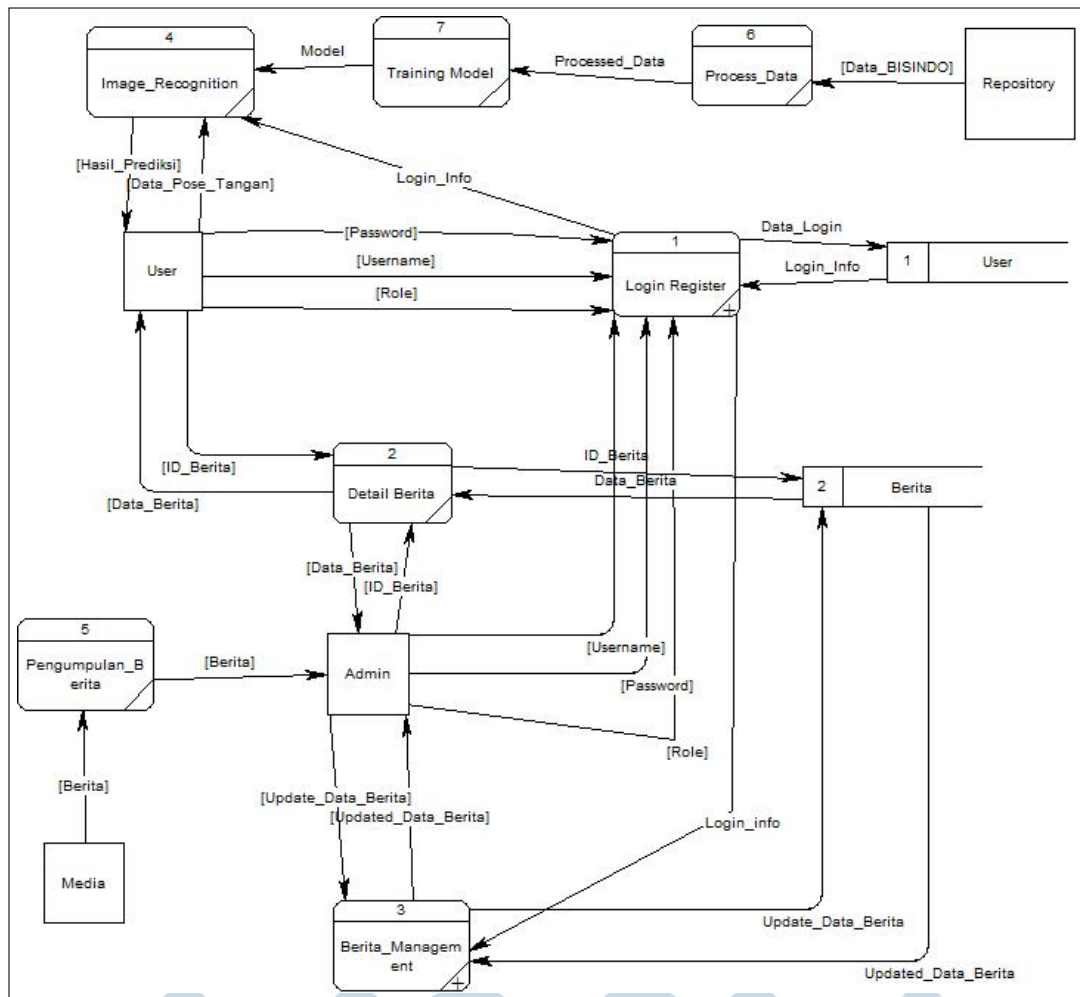 4
Image_Recognition
Model
7
Training Model
Processed_Data
6
Process_Data
[Data_BISINDO]
Repository
[Hasil_Prediksi]
[Data_Pose_Tangan]
Login_Info
User
[Password]
[Username]
[Role]
1
Login Register
Data_Login
Login_Info
1
User
[ID_Berita]
[Data_Berita]
2
Detail Berita
ID_Berita
Data_Berita
2
Berita
[Data_Berita]
[ID_Berita]
5
Pengumpulan_B
erita
[Berita]
Admin
[Username]
[Password]
[Role]
[Berita]
Media
[Update_Data_Berita]
[Updated_Data_Berita]
Login_info
3
Berita_Managem
ent
Update_Data_Berita
Updated_Data_Berita